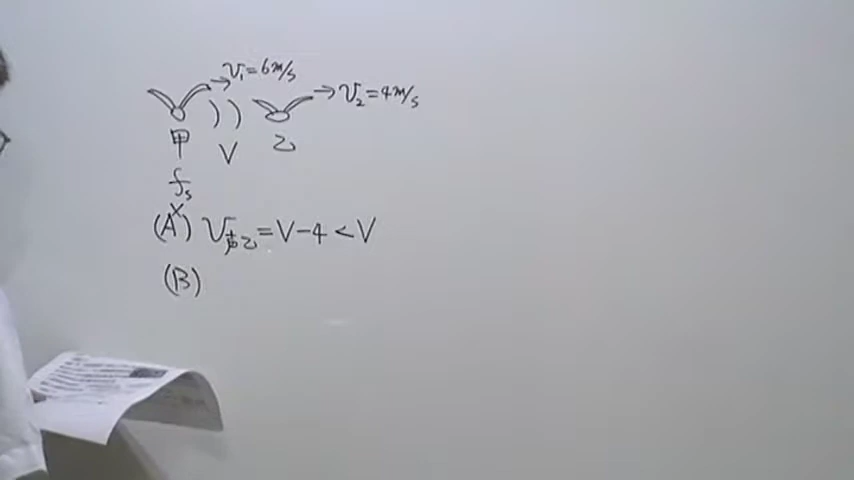 → V₁=6m/s
→ V₂=4m/s
甲 V 乙
fₛ
(A) × V声乙=V-4<V
(B)